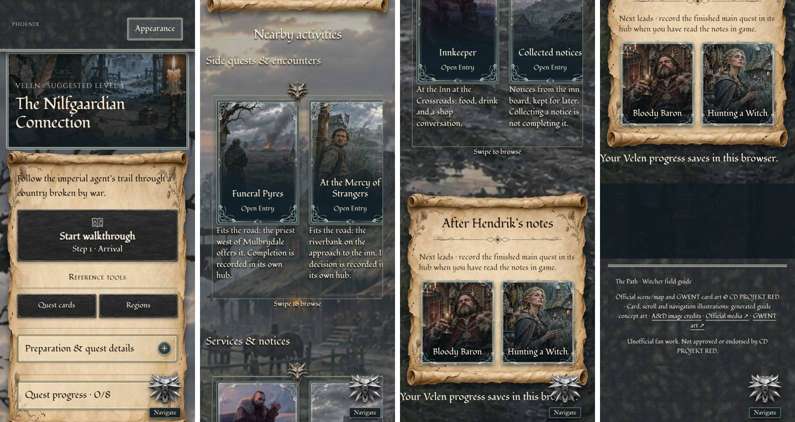 PHOENIX
Appearance
VELEN · SUGGESTED LEVEL
The Nilfgaardian
Connection
Follow the imperial agent's trail through a
country broken by war.
Start walkthrough
Step 1 · Arrival
REFERENCE TOOLS
Quest cards
Regions
Preparation & quest details
Quest progress · 0/8
Navigate
Nearby activities
Side quests & encounters
Funeral Pyres
Open Entry
At the Mercy of
Strangers
Open Entry
Fits the road: the priest
west of Mulbrydale
offers it. Completion is
recorded in its own
hub.
Fits the road: the
riverbank on the
approach to the inn.
decision is recorded i
its own hub.
Swipe to browse
Services & notices
Navigate
Innkeeper
Open Entry
Collected notices
Open Entry
At the Inn at the
Crossroads: food, drink
and a shop
conversation.
Notices from the inn
board, kept for later.
Collecting a notice is
not completing it.
Swipe to browse
After Hendrik's notes
Next leads · record the finished main quest in its
hub when you have read the notes in game.
Bloody Baron
Hunting a Witch
Your Velen progress saves in this br
Navigate
Next leads · record the finished main quest in its
hub when you have read the notes in game.
Bloody Baron
Hunting a Witch
Your Velen progress saves in this browser.
The Path · Witcher field guide
Official scene/map and GWENT card art © CD PROJEKT RED
· Card, scroll and navigation illustrations: generated guide
concept art · A&D image credits · Official media ↗ · GWENT
art ↗
Unofficial fan work. Not approved or endorsed by CD
PROJEKT RED.
Navigate